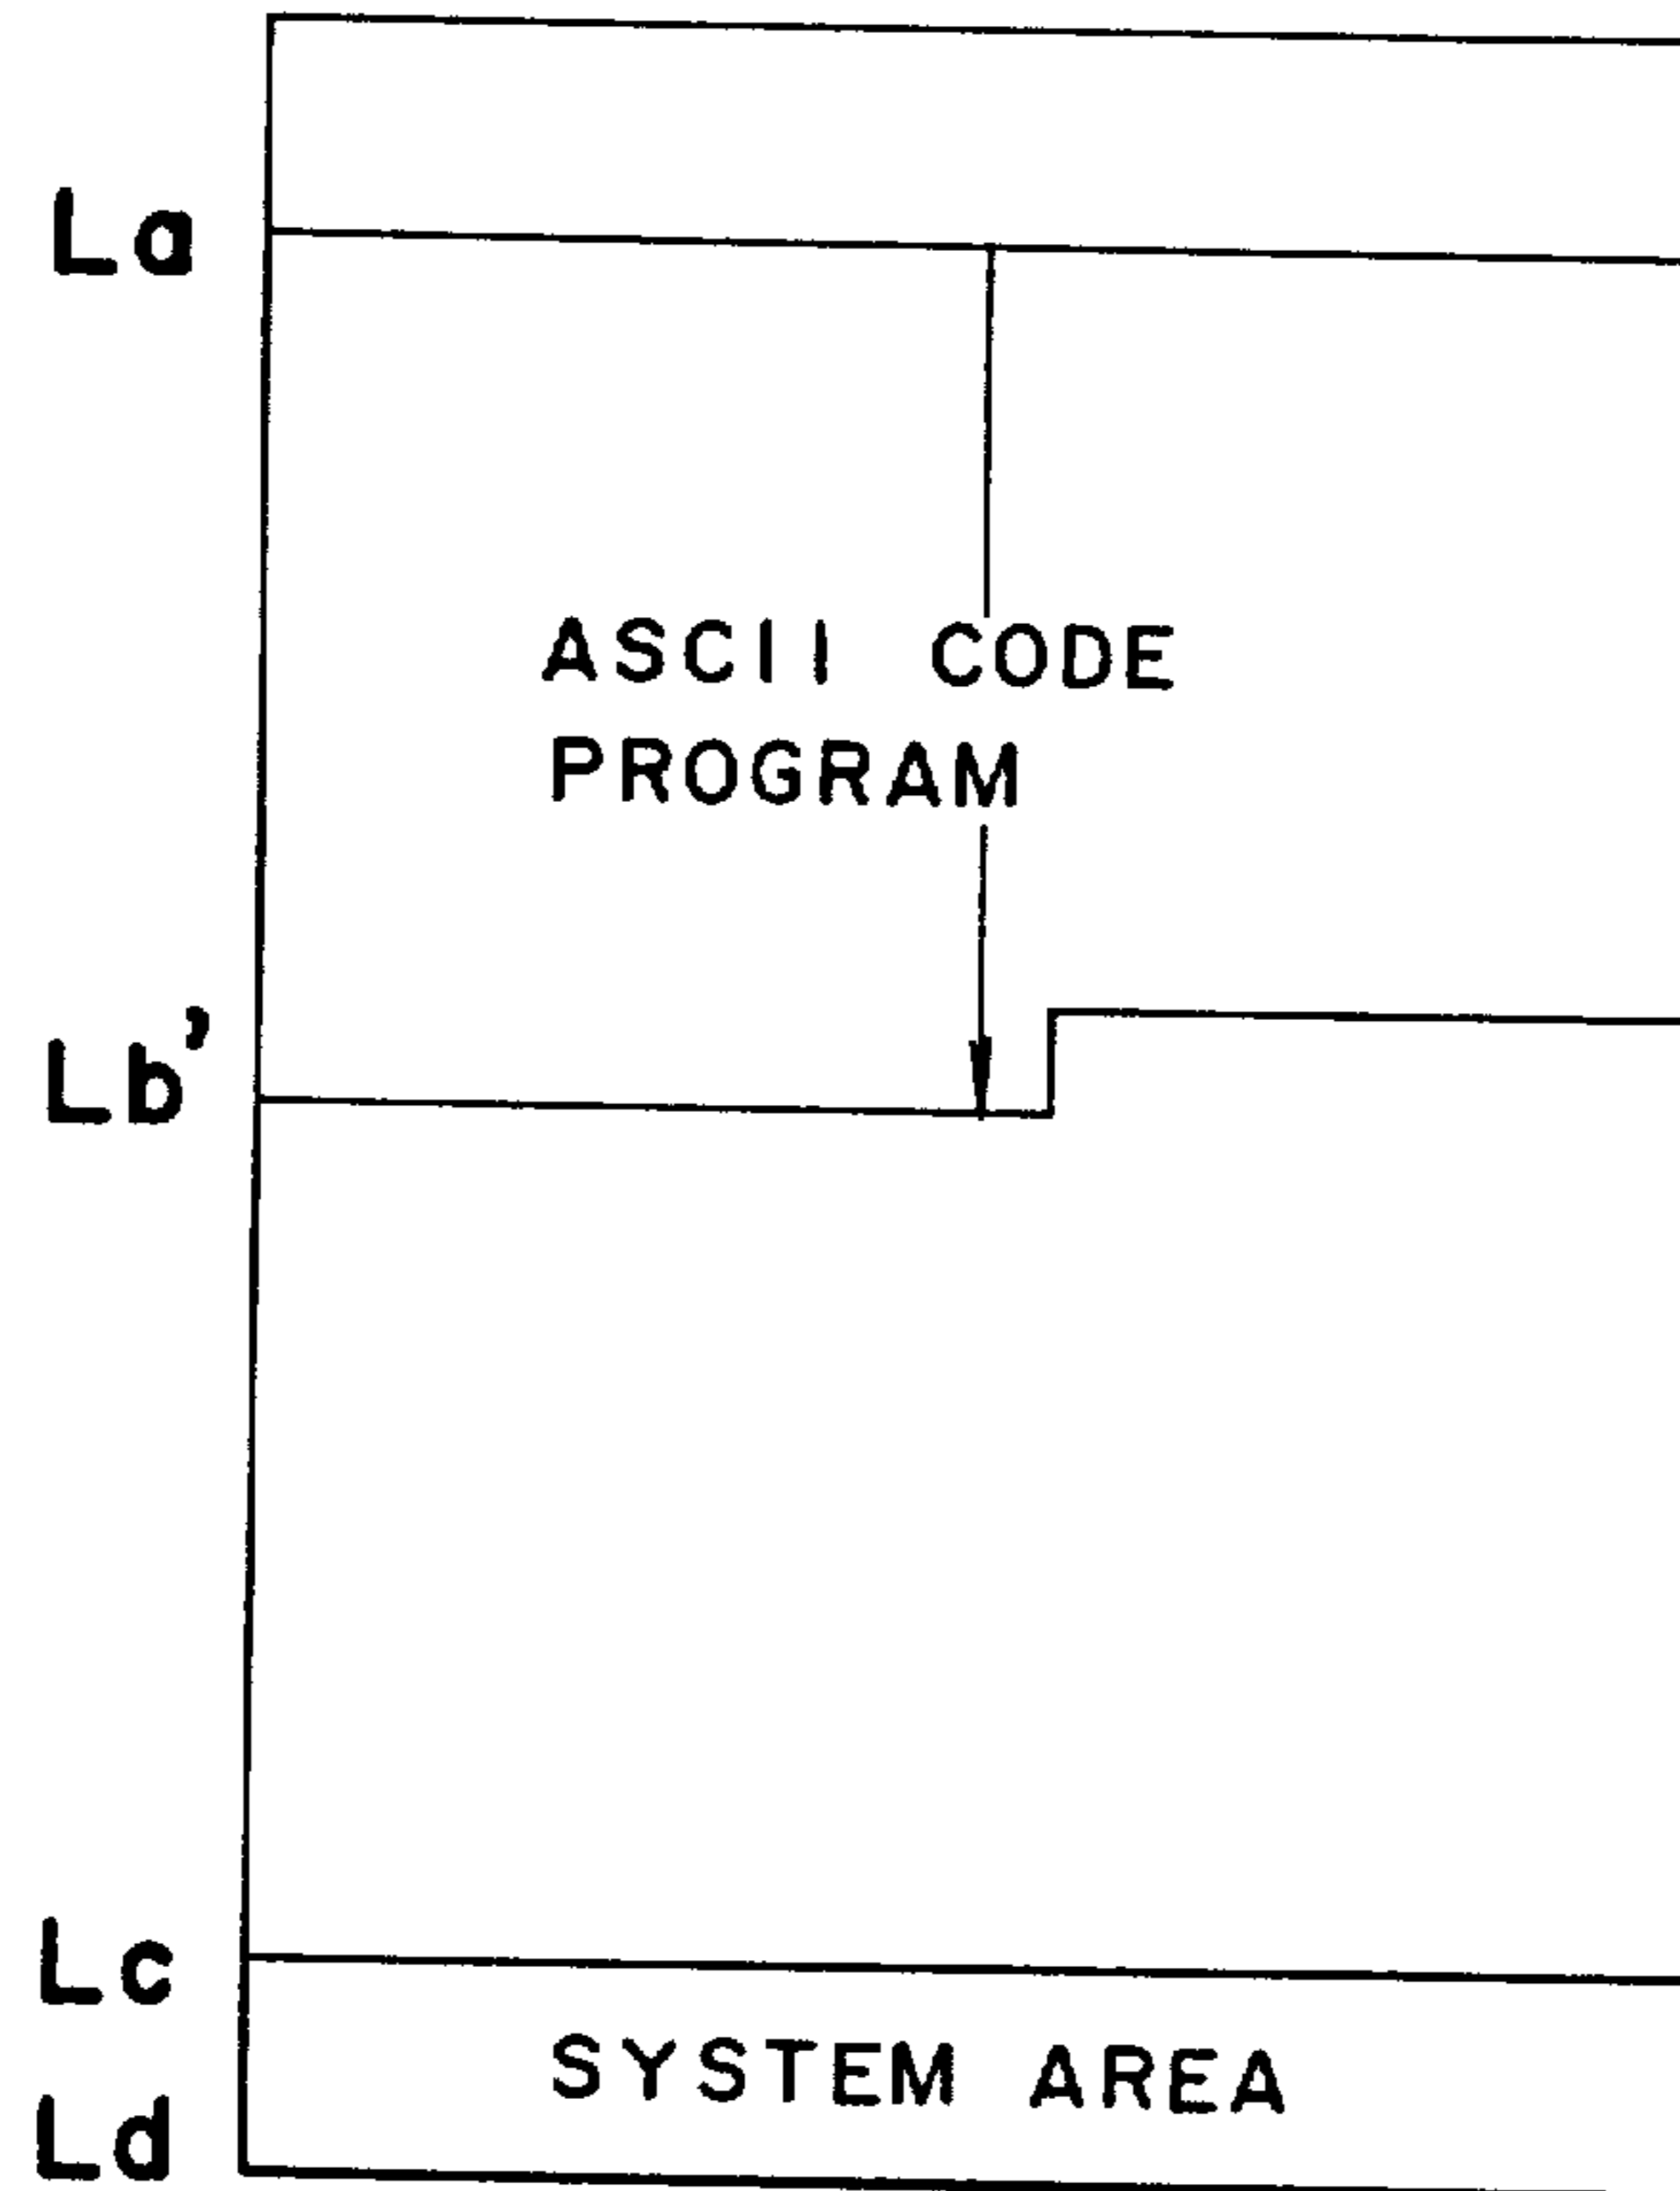 La
ASCII CODE
PROGRAM
Lb'
Lc
SYSTEM AREA
Ld